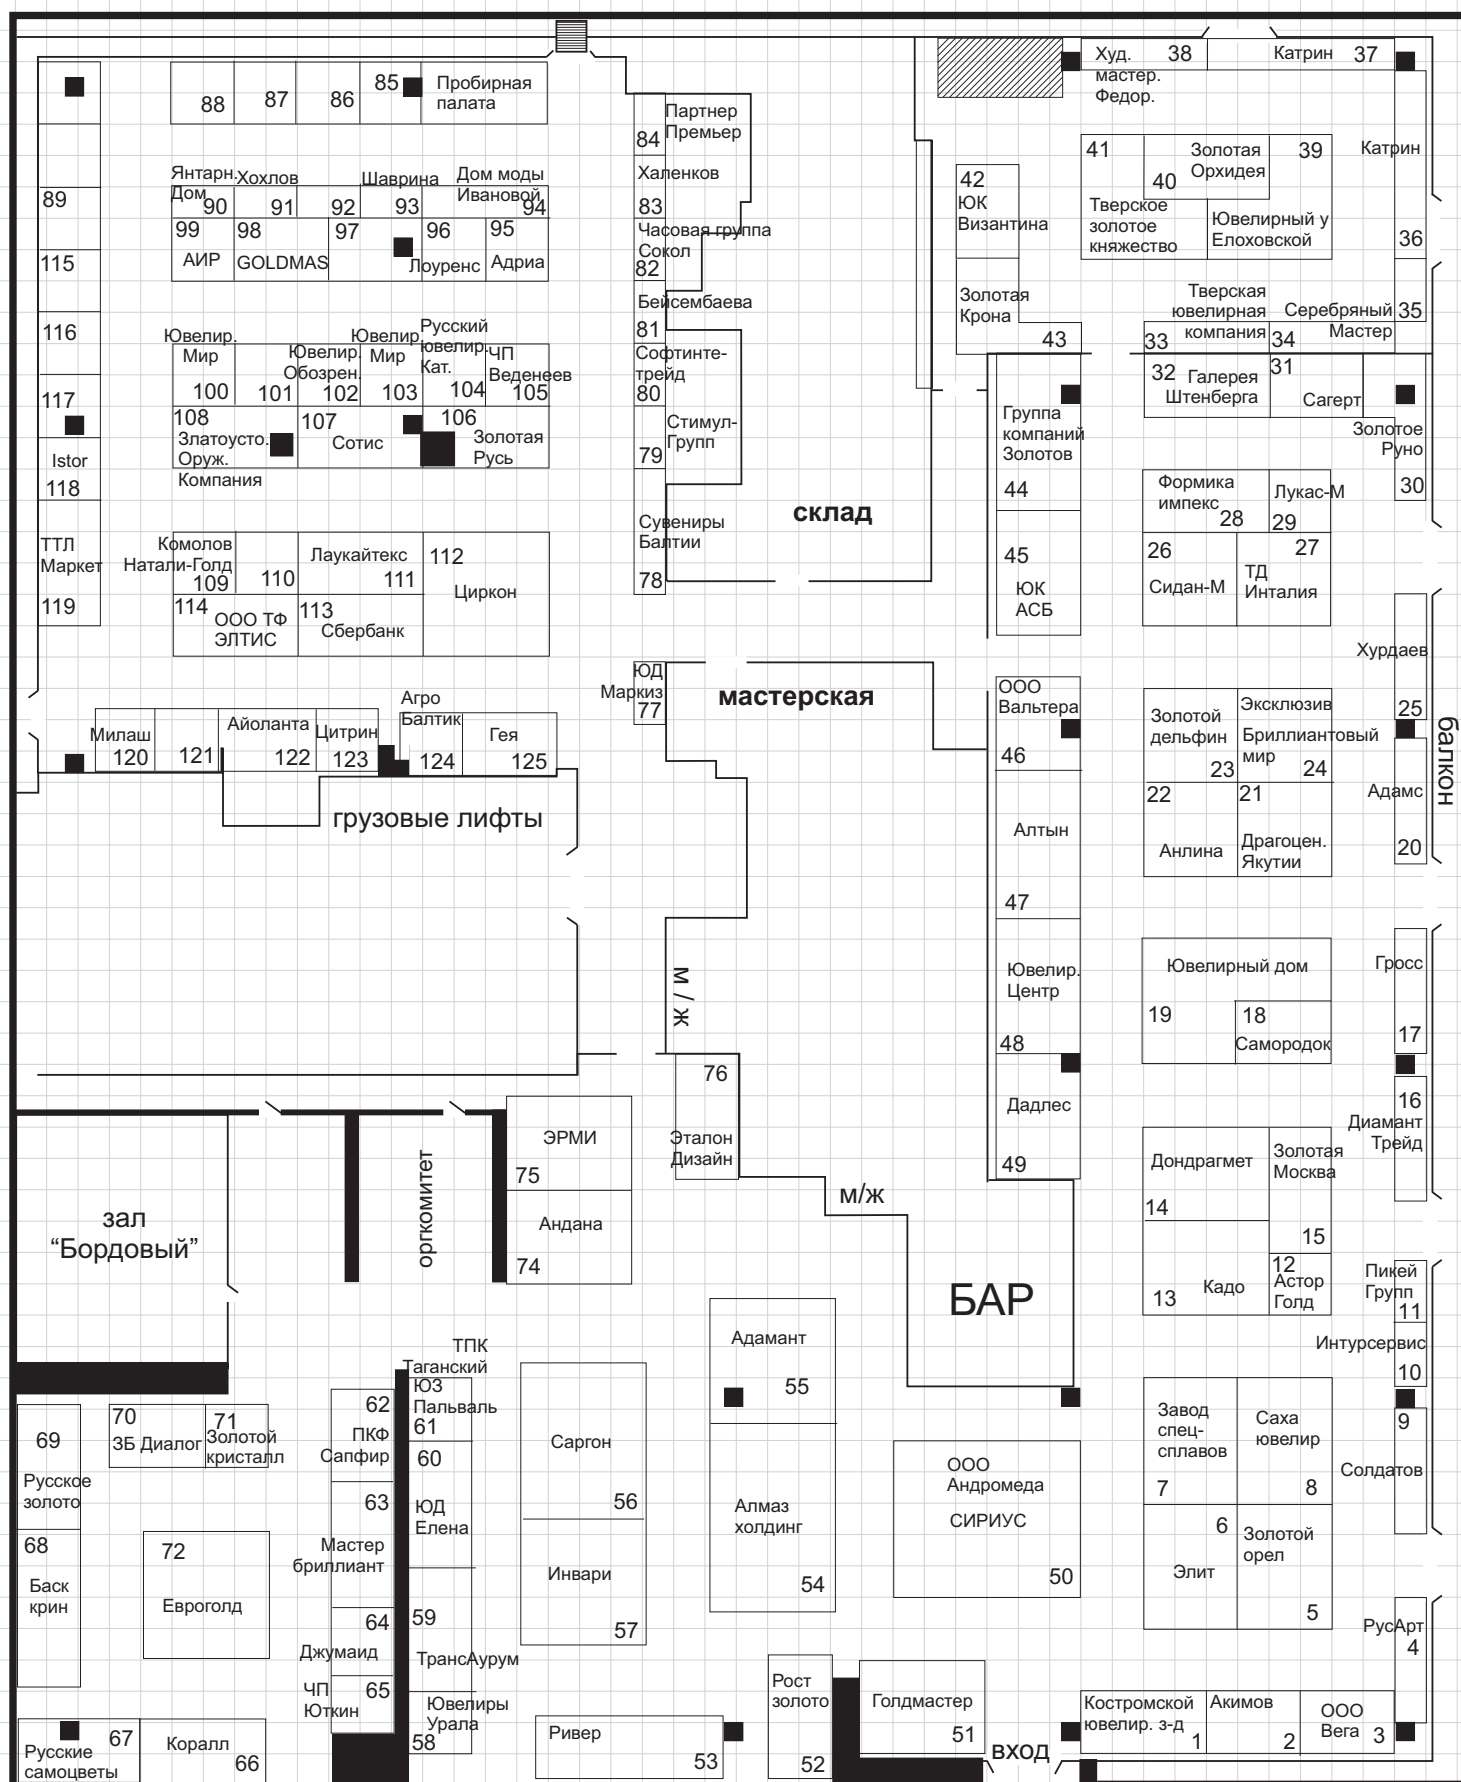 88
87
86
85
Пробирная
палата
Янтарн.
Дом
90
Хохлов
91
92
Шаврина
93
Дом моды
Ивановой
94
99
АИР
98
GOLDMAS
97
96
Лоуренс
95
Адриа
89
115
116
117
Istor
118
ТТЛ
Маркет
119
Ювелир.
Мир
100
101
Ювелир.
Обозрен.
102
Ювелир.
Мир
103
Русский
ювелир.
Кат.
104
ЧП
Веденеев
105
108
Златоусто.
Оруж.
Компания
107
Сотис
106
Золотая
Русь
Комолов
Натали-Голд
109
110
Лаукайтекс
111
112
Циркон
114
ООО ТФ
ЭЛТИС
113
Сбербанк
Милаш
120
121
Айоланта
122
Цитрин
123
Агро
Балтик
124
Гея
125
грузовые лифты
Партнер
Премьер
84
Халенков
83
Часовая группа
Сокол
82
Бейсембаева
81
Софтинте-
трейд
80
Стимул-
Групп
79
Сувениры
Балтии
78
ЮД
Маркиз
77
склад
мастерская
м / ж
76
Эталон
Дизайн
м/ж
БАР
Худ.
мастер.
Федор.
38
Катрин
37
41
Тверское
золотое
княжество
40
Золотая
Орхидея
39
Ювелирный у
Елоховской
Катрин
36
42
ЮК
Византина
Золотая
Крона
43
Тверская
ювелирная
компания
33
Серебряный
Мастер
34
35
32
Галерея
Штенберга
31
Сагерт
Золотое
Руно
30
Группа
компаний
Золотов
44
45
ЮК
АСБ
Формика
импекс
28
Лукас-М
29
26
Сидан-М
27
ТД
Инталия
Хурдаев
25
балкон
ООО
Вальтера
46
Алтын
47
Ювелир.
Центр
48
Дадлес
49
Золотой
дельфин
23
Эксклюзив
Бриллиантовый
мир
24
22
Анлина
21
Драгоцен.
Якутии
Адамс
20
Ювелирный дом
19
18
Самородок
Гросс
17
16
Диамант
Трейд
Дондрагмет
14
Золотая
Москва
15
13
Кадо
12
Астор
Голд
Пикей
Групп
11
Интурсервис
10
Завод
спец-
сплавов
7
Саха
ювелир
8
9
Солдатов
6
Элит
Золотой
орел
5
РусАрт
4
Костромской
ювелир. з-д
1
Акимов
2
ООО
Вега
3
зал
“Бордовый”
оргкомитет
ЭРМИ
75
Андана
74
Адамант
55
Алмаз
холдинг
54
ООО
Андромеда
СИРИУС
50
Саргон
56
Инвари
57
ТПК
Таганский
ЮЗ
Пальваль
61
60
ЮД
Елена
59
ТрансАурум
Ювелиры
Урала
58
62
ПКФ
Сапфир
63
Мастер
бриллиант
64
Джумаид
65
ЧП
Юткин
69
Русское
золото
68
Баск
крин
70
ЗБ Диалог
71
Золотой
кристалл
72
Евроголд
67
Русские
самоцветы
Коралл
66
Ривер
53
Рост
золото
52
Голдмастер
51
вход